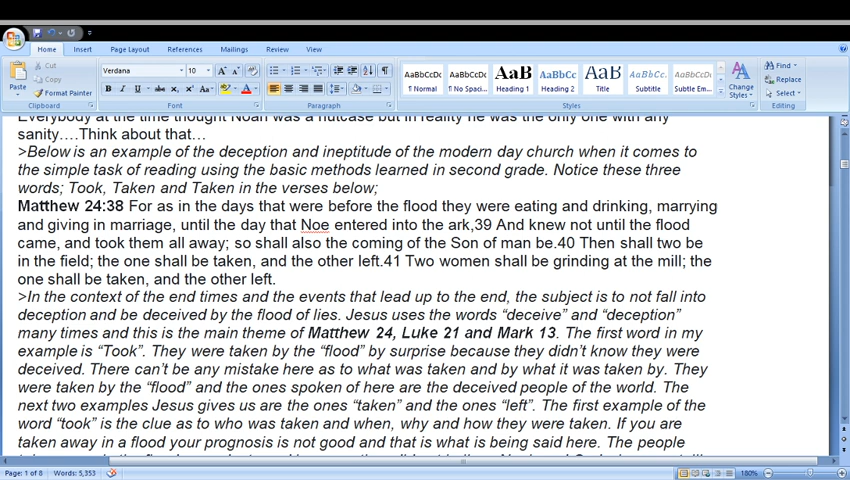 Home Insert Page Layout References Mailings Review View
Paste
Cut
Copy
Format Painter
Clipboard
Verdana 10
Font
Paragraph
AaBbCcDc AaBbCcDc AaB AaBbCc AaB AaBbCc. AaBbCcDc
¶ Normal ¶ No Spaci... Heading 1 Heading 2 Title Subtitle Subtle Em...
Change
Styles
Styles
Find
Replace
Select
Editing
Everybody at the time thought Noah was a nutcase but in reality he was the only one with any
sanity….Think about that…
>Below is an example of the deception and ineptitude of the modern day church when it comes to
the simple task of reading using the basic methods learned in second grade. Notice these three
words; Took, Taken and Taken in the verses below;
Matthew 24:38 For as in the days that were before the flood they were eating and drinking, marrying
and giving in marriage, until the day that Noe entered into the ark,39 And knew not until the flood
came, and took them all away; so shall also the coming of the Son of man be.40 Then shall two be
in the field; the one shall be taken, and the other left.41 Two women shall be grinding at the mill; the
one shall be taken, and the other left.
>In the context of the end times and the events that lead up to the end, the subject is to not fall into
deception and be deceived by the flood of lies. Jesus uses the words “deceive” and “deception”
many times and this is the main theme of Matthew 24, Luke 21 and Mark 13. The first word in my
example is “Took”. They were taken by the “flood” by surprise because they didn’t know they were
deceived. There can’t be any mistake here as to what was taken and by what it was taken by. They
were taken by the “flood” and the ones spoken of here are the deceived people of the world. The
next two examples Jesus gives us are the ones “taken” and the ones “left”. The first example of the
word “took” is the clue as to who was taken and when, why and how they were taken. If you are
taken away in a flood your prognosis is not good and that is what is being said here. The people
Page: 1 of 8 Words: 5,353 180%